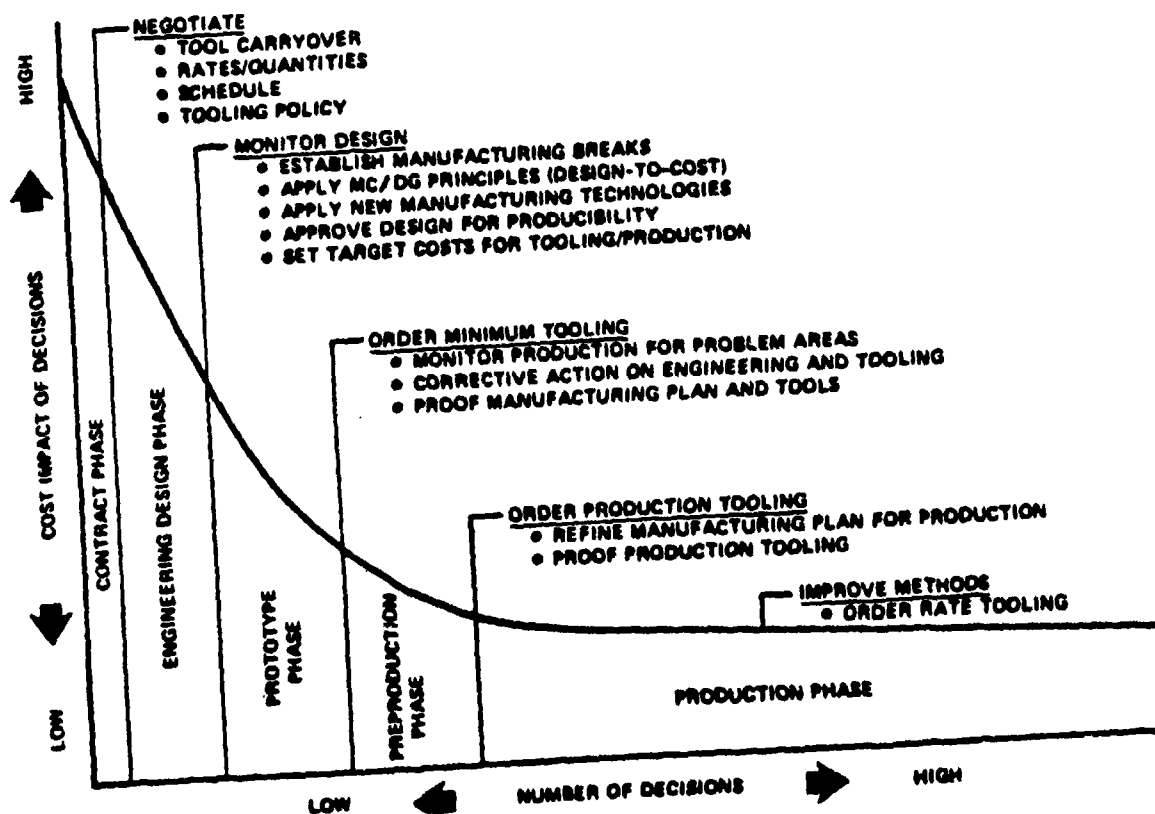 NEGOTIATE
● TOOL CARRYOVER
● RATES/QUANTITIES
● SCHEDULE
● TOOLING POLICY
MONITOR DESIGN
● ESTABLISH MANUFACTURING BREAKS
● APPLY MC/DG PRINCIPLES (DESIGN-TO-COST)
● APPLY NEW MANUFACTURING TECHNOLOGIES
● APPROVE DESIGN FOR PRODUCIBILITY
● SET TARGET COSTS FOR TOOLING/PRODUCTION
ORDER MINIMUM TOOLING
● MONITOR PRODUCTION FOR PROBLEM AREAS
● CORRECTIVE ACTION ON ENGINEERING AND TOOLING
● PROOF MANUFACTURING PLAN AND TOOLS
ORDER PRODUCTION TOOLING
● REFINE MANUFACTURING PLAN FOR PRODUCTION
● PROOF PRODUCTION TOOLING
IMPROVE METHODS
● ORDER RATE TOOLING
HIGH
COST IMPACT OF DECISIONS
LOW
CONTRACT PHASE
ENGINEERING DESIGN PHASE
PROTOTYPE
PHASE
PREPRODUCTION
PHASE
PRODUCTION PHASE
LOW
NUMBER OF DECISIONS
HIGH